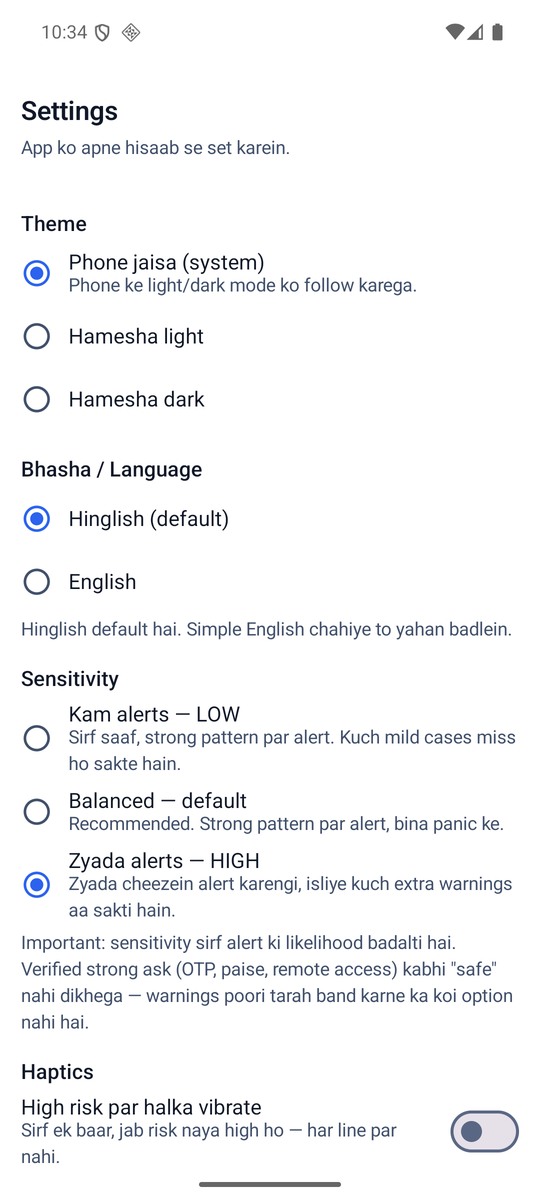 10:34
Settings
App ko apne hisaab se set karein.
Theme
Phone jaisa (system)
Phone ke light/dark mode ko follow karega.
Hamesha light
Hamesha dark
Bhasha / Language
Hinglish (default)
English
Hinglish default hai. Simple English chahiye to yahan badlein.
Sensitivity
Kam alerts — LOW
Sirf saaf, strong pattern par alert. Kuch mild cases miss
ho sakte hain.
Balanced — default
Recommended. Strong pattern par alert, bina panic ke.
Zyada alerts — HIGH
Zyada cheezein alert karengi, isliye kuch extra warnings
aa sakti hain.
Important: sensitivity sirf alert ki likelihood badalti hai.
Verified strong ask (OTP, paise, remote access) kabhi "safe"
nahi dikhega — warnings poori tarah band karne ka koi option
nahi hai.
Haptics
High risk par halka vibrate
Sirf ek baar, jab risk naya high ho — har line par
nahi.